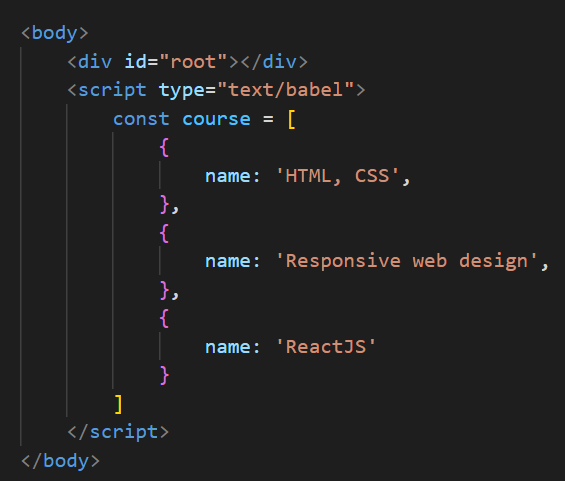 <body>
<div id="root"></div>
<script type="text/babel">
const course = [
{
name: 'HTML, CSS',
},
{
name: 'Responsive web design',
},
{
name: 'ReactJS'
}
]
</script>
</body>